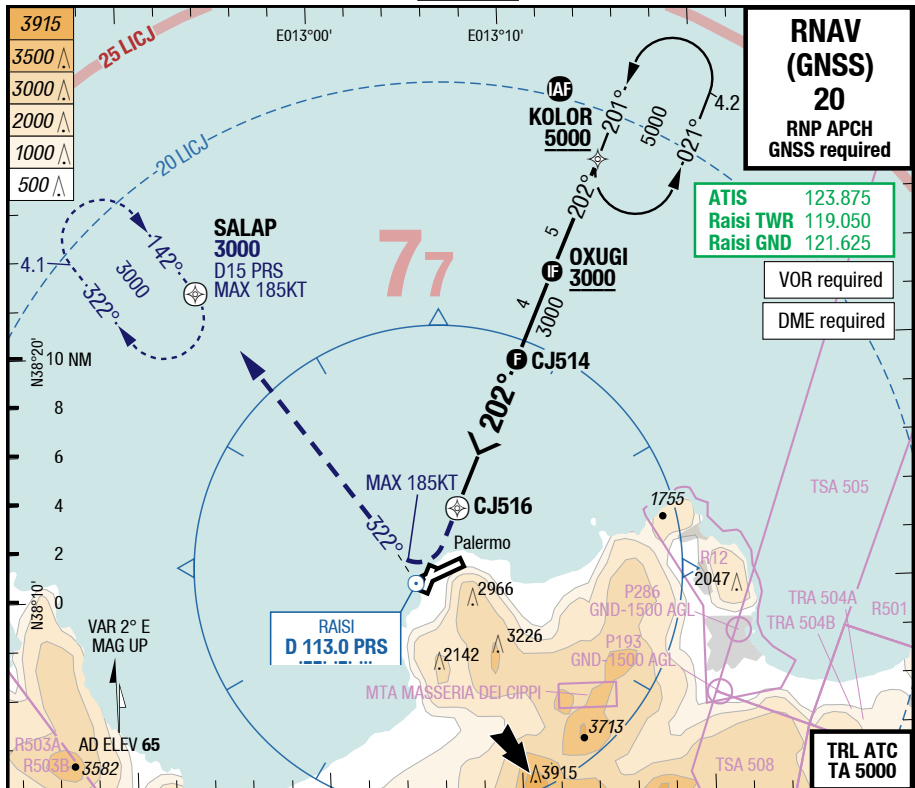 3915
3500
3000
2000
1000
500
25 LICJ
20 LICJ
E013°00'
E013°10'
RNAV
(GNSS)
20
RNP APCH
GNSS required
ATIS 123.875
Raisi TWR 119.050
Raisi GND 121.625
VOR required
DME required
IAF
KOLOR
5000
201°
5000
021°
4.2
202°
5
IF
OXUGI
3000
4
3000
F
CJ514
202°
CJ516
MAX 185KT
322°
Palermo
SALAP
3000
D15 PRS
MAX 185KT
142°
3000
322°
4.1
77
N38°20'
10 NM
8
6
4
2
0
N38°10'
VAR 2° E
MAG UP
AD ELEV 65
R503A
R503B
3582
RAISI
D 113.0 PRS
2966
3226
2142
MTA MASSERIA DEI CIPPI
3713
3915
1755
R12
2047
P286
GND-1500 AGL
P193
GND-1500 AGL
TSA 505
TRA 504A
TRA 504B
R501
TSA 508
TRL ATC
TA 5000